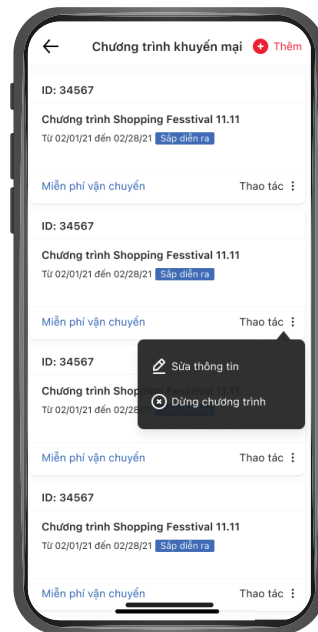 Chương trình khuyến mại Thêm
ID: 34567
Chương trình Shopping Fesstival 11.11
Từ 02/01/21 đến 02/28/21 Sắp diễn ra
Miễn phí vận chuyển Thao tác
ID: 34567
Chương trình Shopping Fesstival 11.11
Từ 02/01/21 đến 02/28/21 Sắp diễn ra
Miễn phí vận chuyển Thao tác
ID: 34567
Sửa thông tin
Chương trình Shop
Dừng chương trình
Từ 02/01/21 đến 02/28
Miễn phí vận chuyển Thao tác
ID: 34567
Chương trình Shopping Fesstival 11.11
Từ 02/01/21 đến 02/28/21 Sắp diễn ra
Miễn phí vận chuyển Thao tác